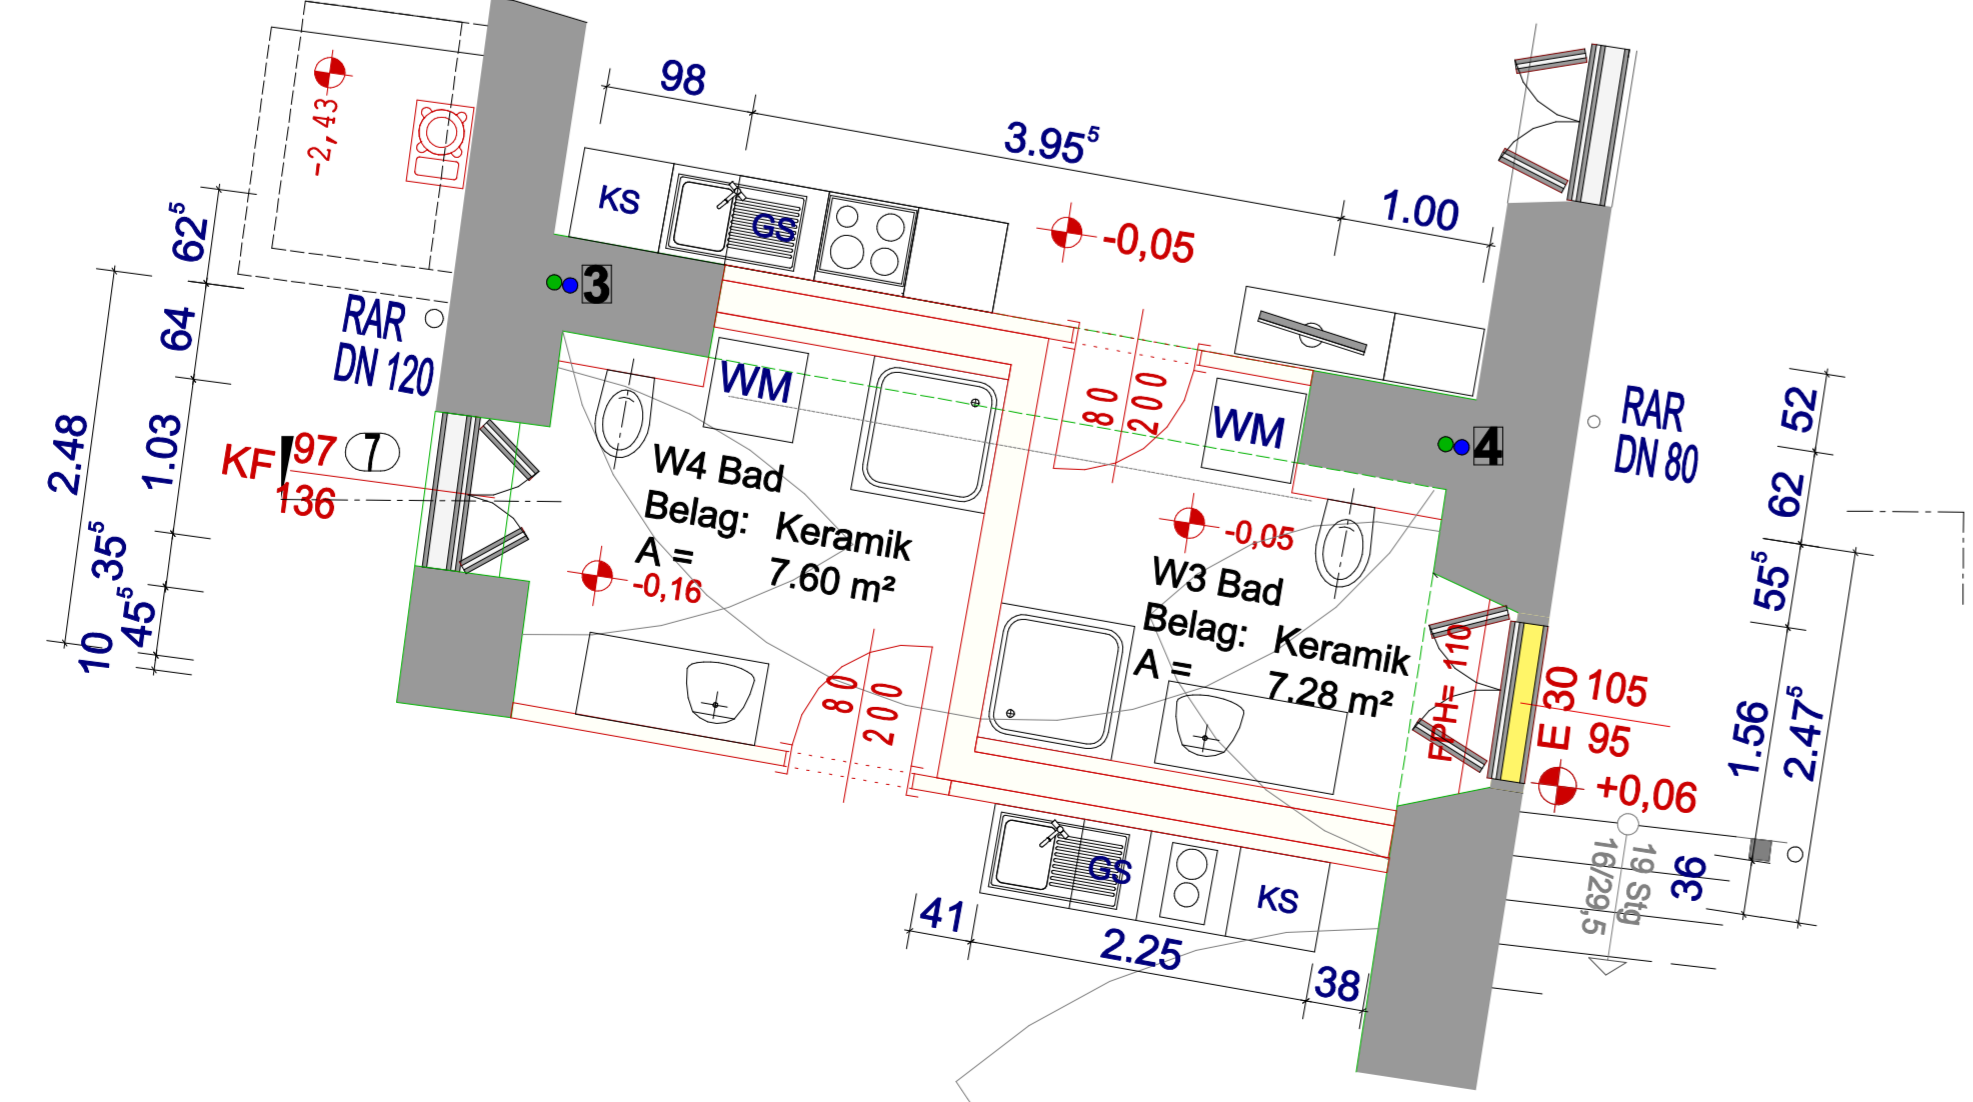 98
3.95⁵
1.00
-2,43
KS
GS
-0,05
62⁵
64
1.03
35⁵
45⁵
10
2.48
RAR
DN 120
3
WM
80
200
WM
4
RAR
DN 80
52
62
55⁵
1.56
2.47⁵
36
KF
97
136
7
W4 Bad
Belag: Keramik
A = 7.60 m²
-0,16
-0,05
W3 Bad
Belag: Keramik
A = 7.28 m²
80
200
FPH= 110
E 30
105
95
+0,06
19 Stg
16/29,5
GS
KS
41
2.25
38